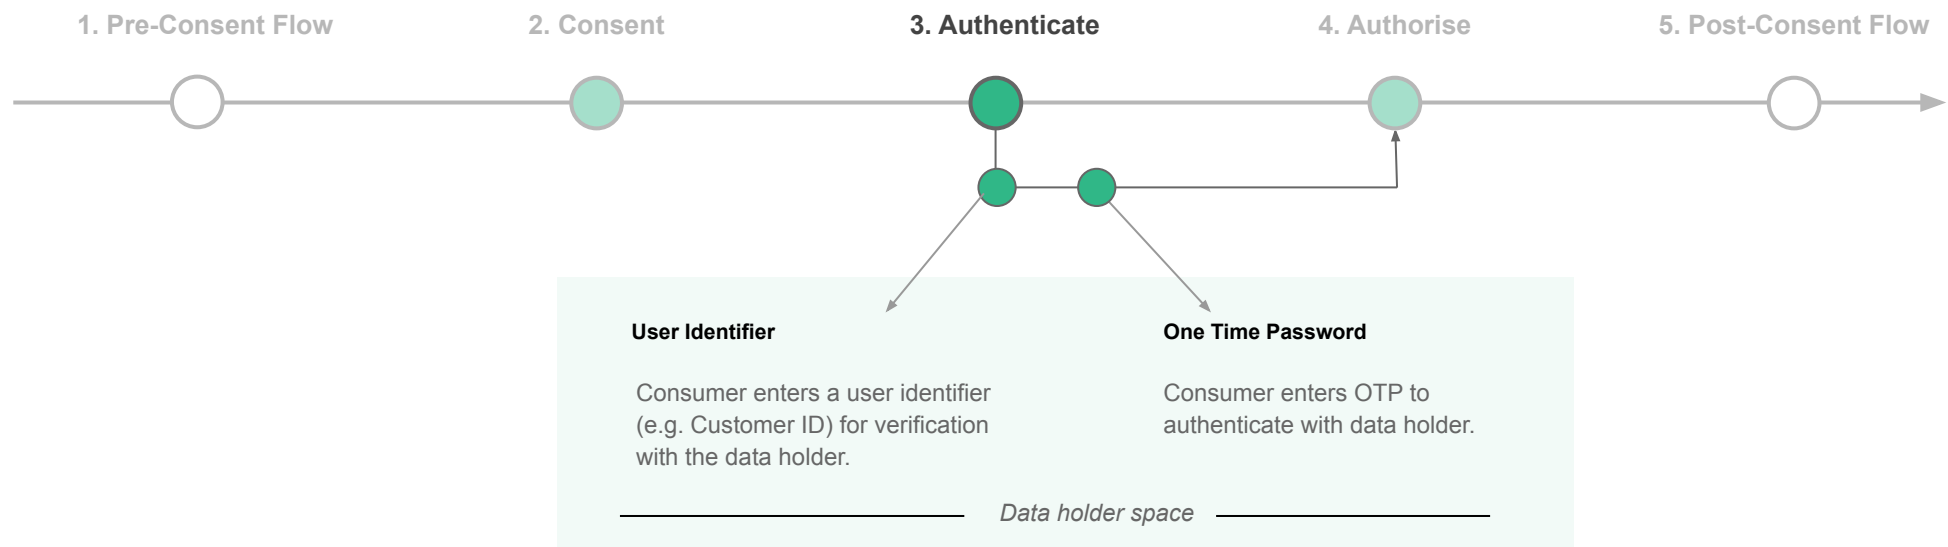 1. Pre-Consent Flow
2. Consent
3. Authenticate
4. Authorise
5. Post-Consent Flow
User Identifier
Consumer enters a user identifier
(e.g. Customer ID) for verification
with the data holder.
One Time Password
Consumer enters OTP to
authenticate with data holder.
Data holder space